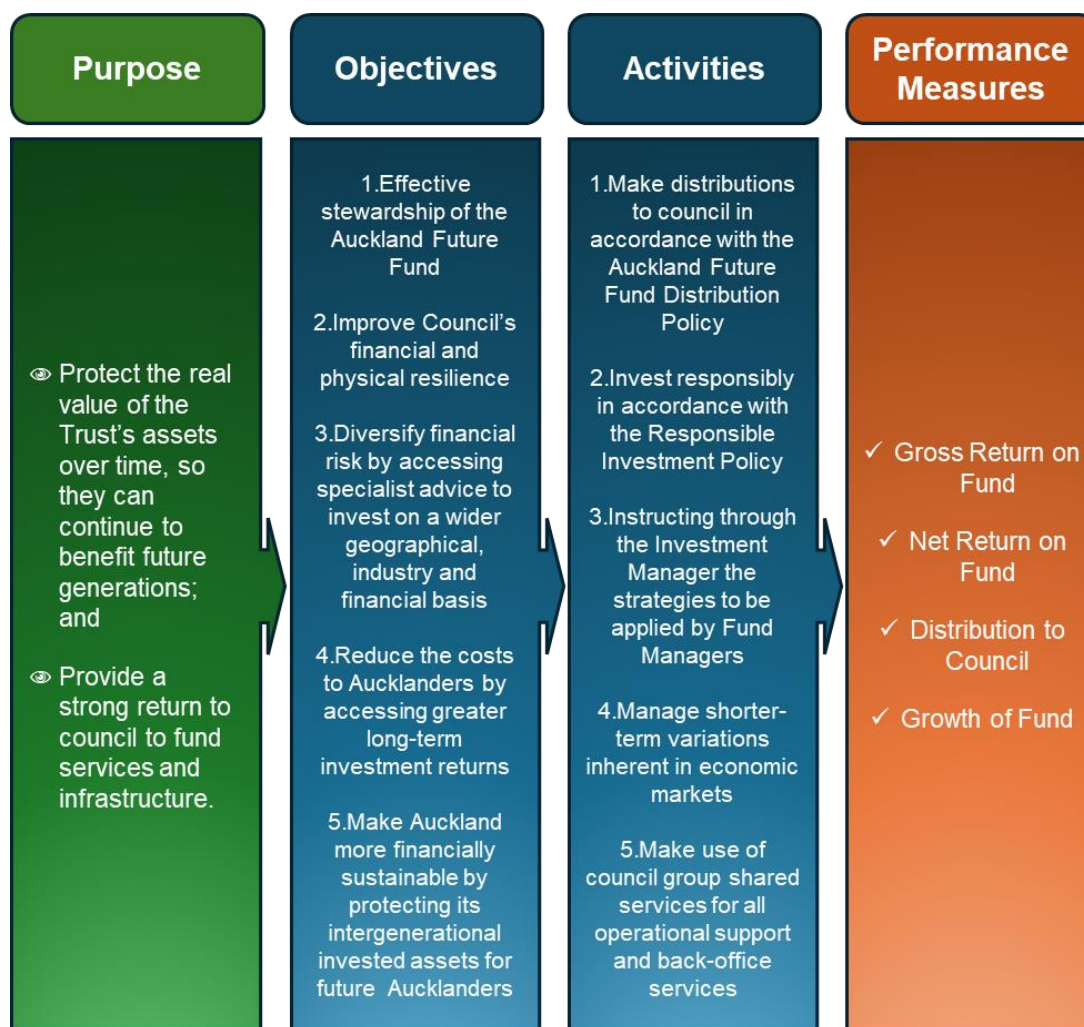 Purpose
Protect the real
value of the
Trust's assets
over time, so
they can
continue to
benefit future
generations;
and
Provide a
strong return to
council to fund
services and
infrastructure.
Objectives
1.Effective
stewardship of the
Auckland Future
Fund
2.Improve Council's
financial and
physical resilience
3.Diversify financial
risk by accessing
specialist advice to
invest on a wider
geographical,
industry and
financial basis
4.Reduce the costs
to Aucklanders by
accessing greater
long-term
investment returns
5.Make Auckland
more financially
sustainable by
protecting its
intergenerational
invested assets for
future Aucklanders
Activities
1.Make distributions
to council in
accordance with the
Auckland Future
Fund Distribution
Policy
2.Invest responsibly
in accordance with
the Responsible
Investment Policy
3.Instructing through
the Investment
Manager the
strategies to be
applied by Fund
Managers
4.Manage shorter-
term variations
inherent in economic
markets
5.Make use of
council group shared
services for all
operational support
and back-office
services
Performance
Measures
✓ Gross Return on
Fund
✓ Net Return on
Fund
✓ Distribution to
Council
✓ Growth of Fund